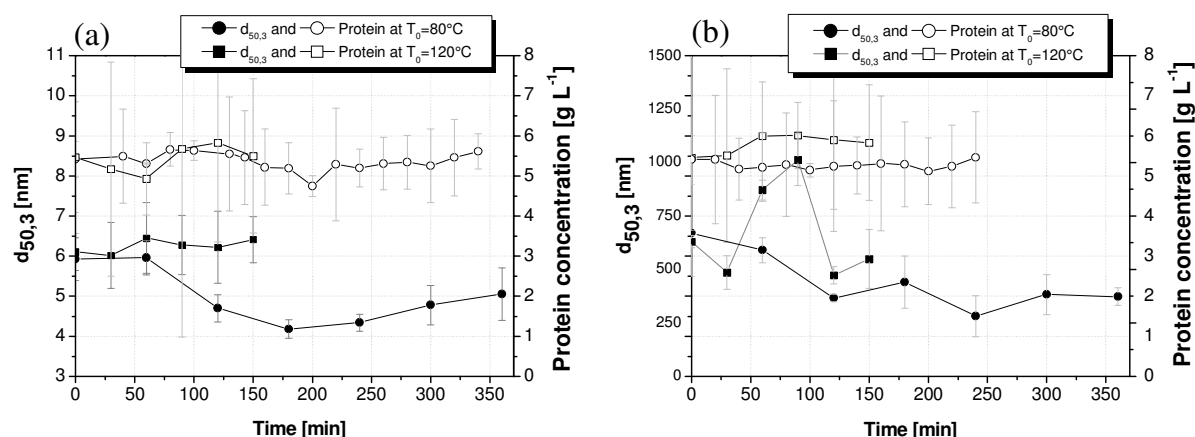 (a)
d50,3 and Protein at T0=80°C
d50,3 and Protein at T0=120°C
11
10
9
8
7
6
5
4
3
d50,3 [nm]
8
7
6
5
4
3
2
1
0
Protein concentration [g L-1]
0 50 100 150 200 250 300 350
Time [min]
(b)
d50,3 and Protein at T0=80°C
d50,3 and Protein at T0=120°C
1500
1250
1000
750
500
250
0
d50,3 [nm]
8
7
6
5
4
3
2
1
0
Protein concentration [g L-1]
0 50 100 150 200 250 300 350
Time [min]